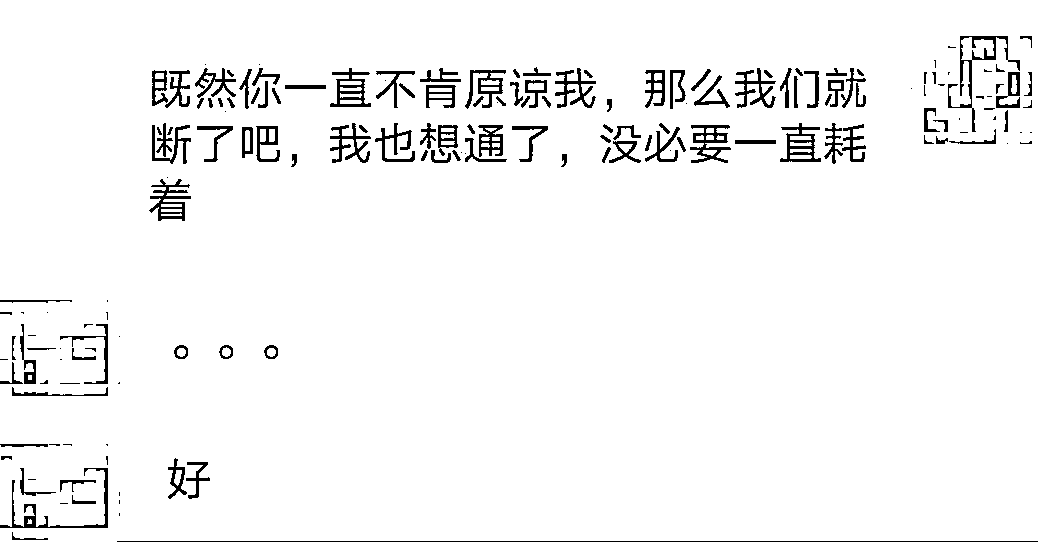 既然你一直不肯原谅我，那么我们就
断了吧，我也想通了，没必要一直耗
着
。。。
好